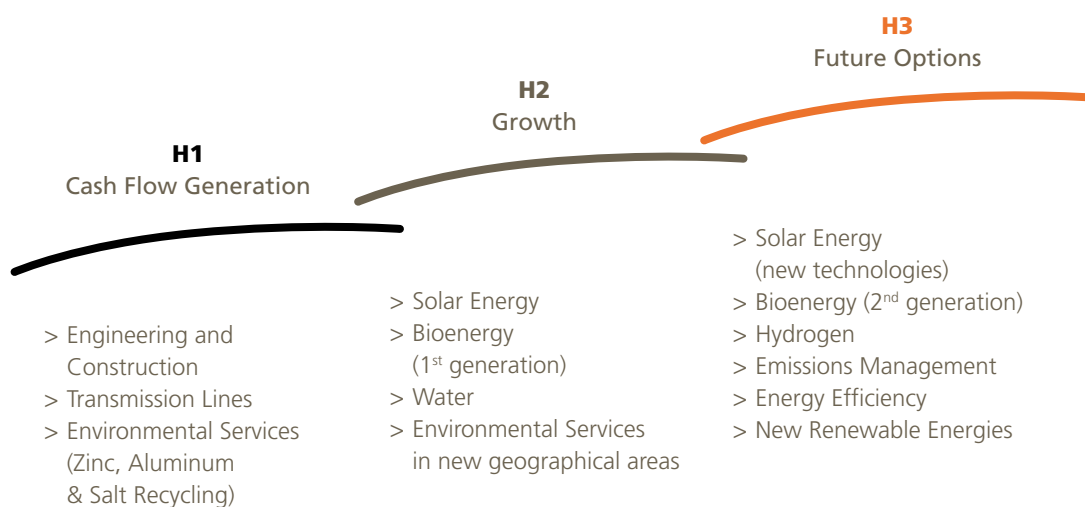 H1
Cash Flow Generation
> Engineering and
Construction
> Transmission Lines
> Environmental Services
(Zinc, Aluminum
& Salt Recycling)
H2
Growth
> Solar Energy
> Bioenergy
(1st generation)
> Water
> Environmental Services
in new geographical areas
H3
Future Options
> Solar Energy
(new technologies)
> Bioenergy (2nd generation)
> Hydrogen
> Emissions Management
> Energy Efficiency
> New Renewable Energies